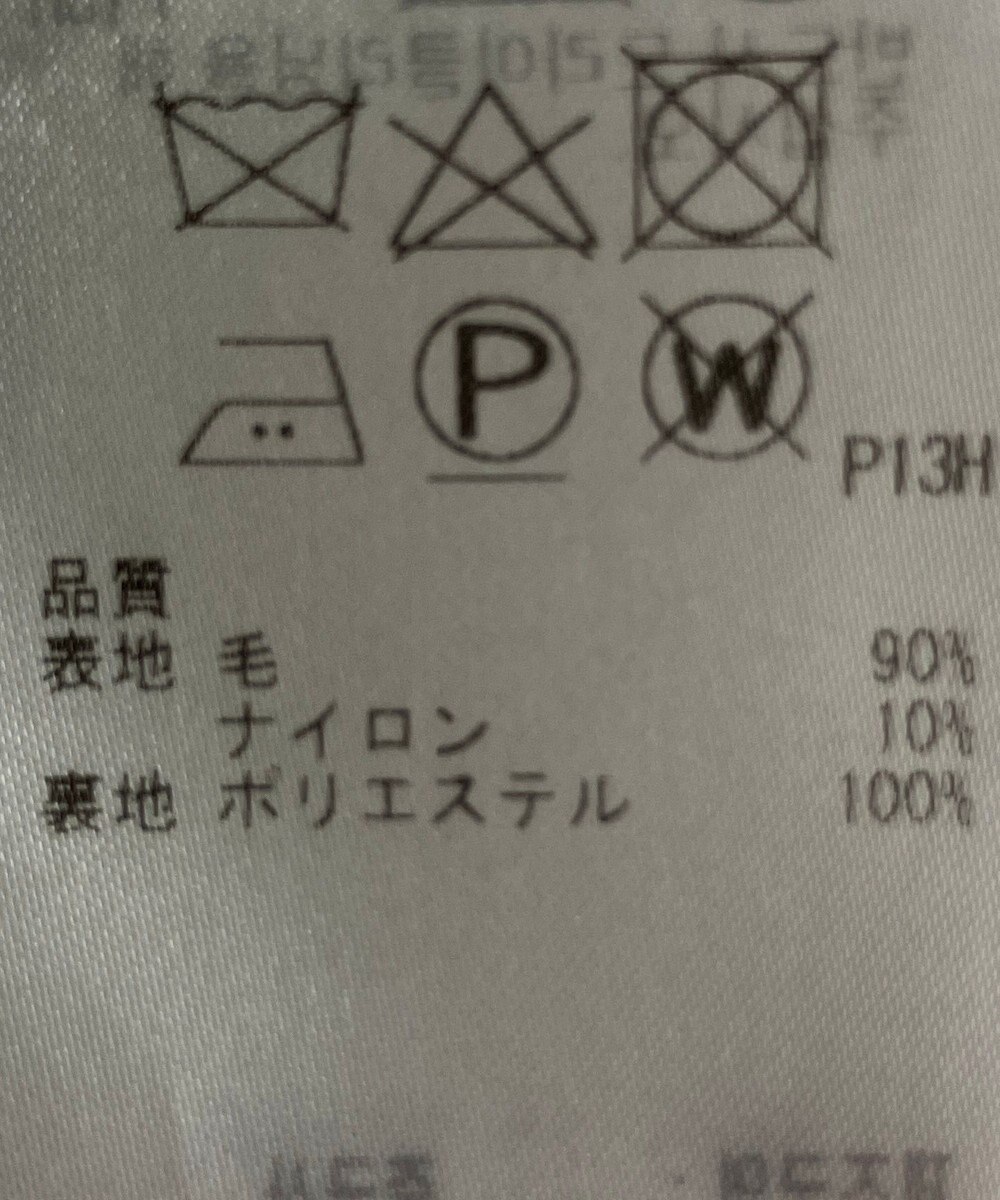 P
W
P13H
品質
表地 毛 90%
ナイロン 10%
裏地 ポリエステル 100%